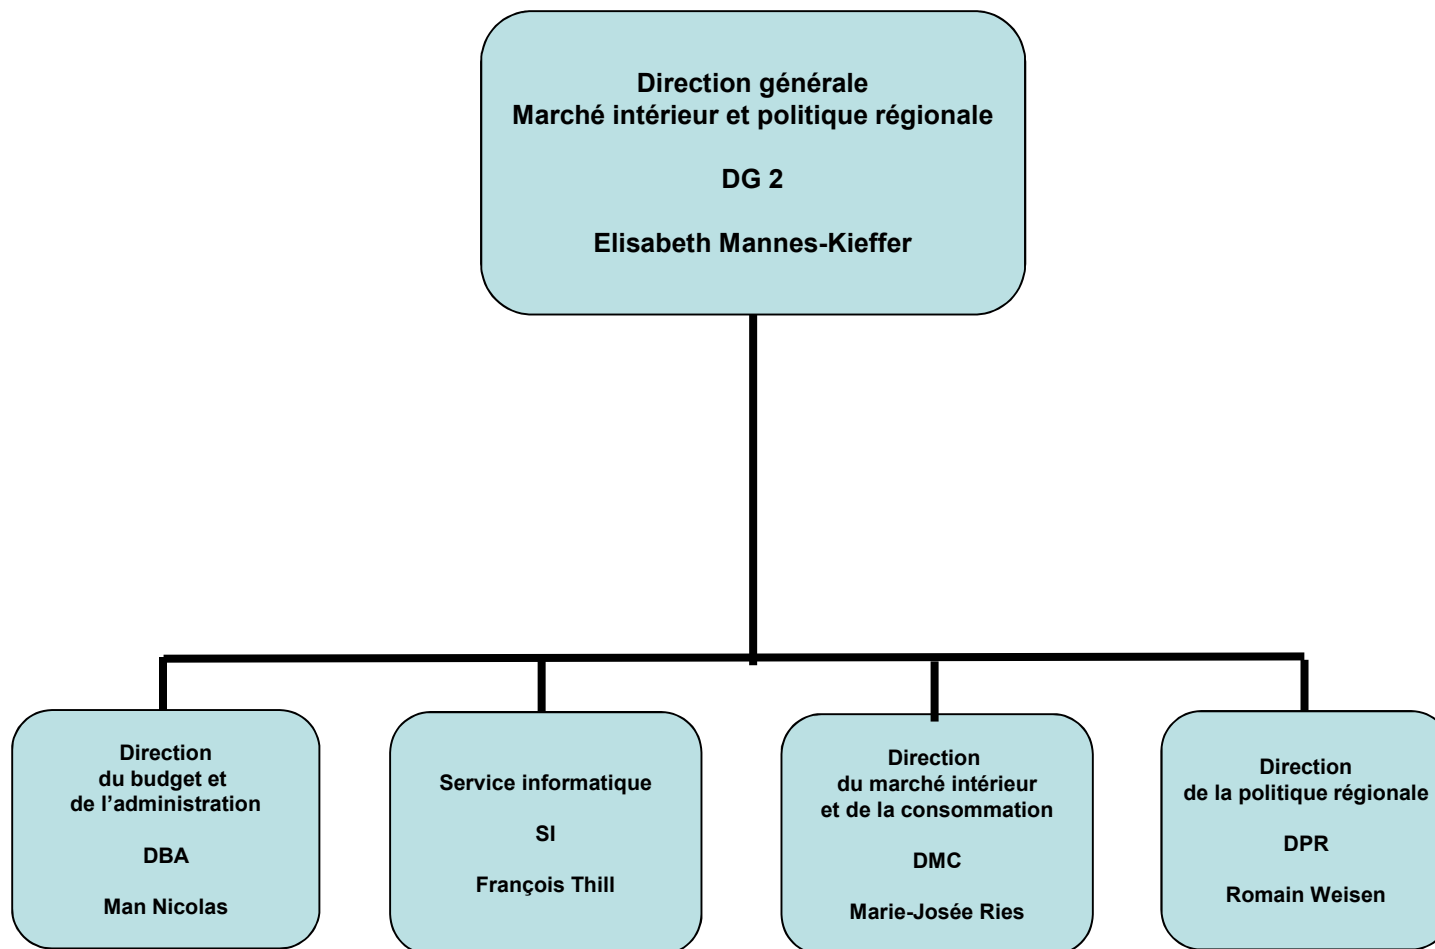 Direction générale
Marché intérieur et politique régionale
DG 2
Elisabeth Mannes-Kieffer
Direction
du budget et
de l’administration
DBA
Man Nicolas
Service informatique
SI
François Thill
Direction
du marché intérieur
et de la consommation
DMC
Marie-Josée Ries
Direction
de la politique régionale
DPR
Romain Weisen